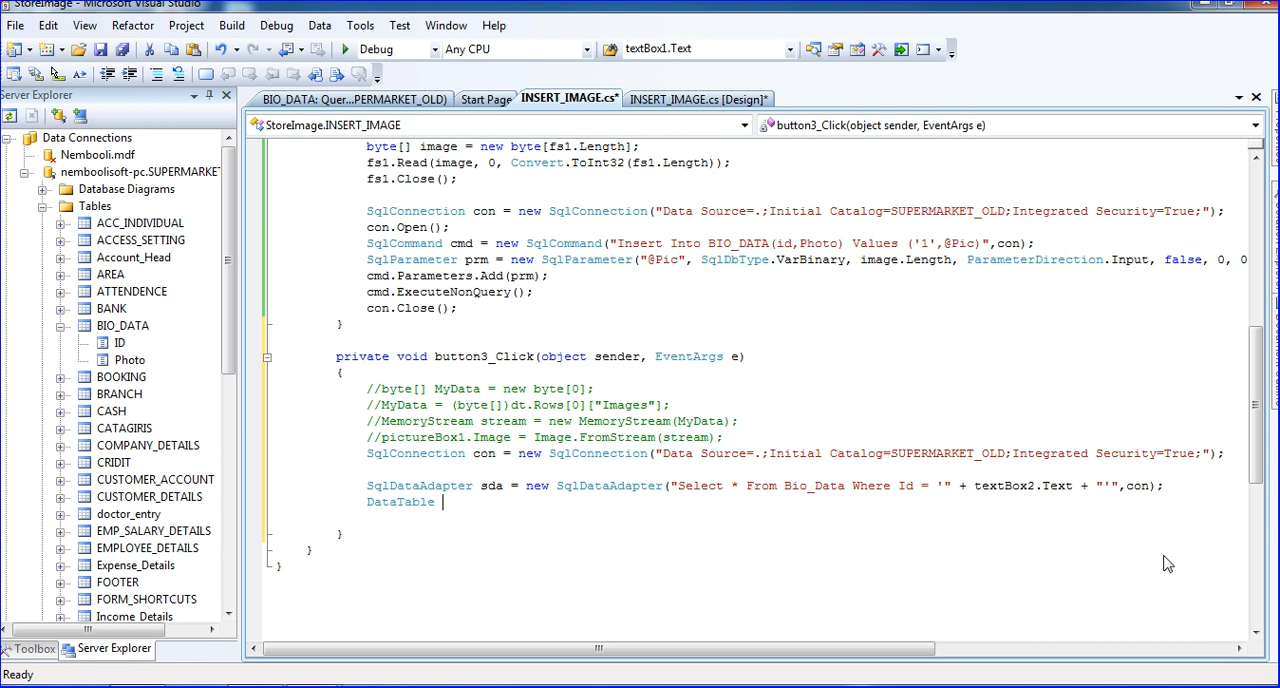 StoreImage - Microsoft Visual Studio
File Edit View Refactor Project Build Debug Data Tools Test Window Help
Debug Any CPU textBox1.Text
Server Explorer
Data Connections
Nembooli.mdf
nemboolisoft-pc.SUPERMARKET
Database Diagrams
Tables
ACC_INDIVIDUAL
ACCESS_SETTING
Account_Head
AREA
ATTENDENCE
BANK
BIO_DATA
ID
Photo
BOOKING
BRANCH
CASH
CATAGIRIS
COMPANY_DETAILS
CRIDIT
CUSTOMER_ACCOUNT
CUSTOMER_DETAILS
doctor_entry
EMP_SALARY_DETAILS
EMPLOYEE_DETAILS
Expense_Details
FOOTER
FORM_SHORTCUTS
Income Details
Toolbox Server Explorer
BIO_DATA: Quer...PERMARKET_OLD) Start Page INSERT_IMAGE.cs* INSERT_IMAGE.cs [Design]*
StoreImage.INSERT_IMAGE button3_Click(object sender, EventArgs e)
byte[] image = new byte[fs1.Length];
fs1.Read(image, 0, Convert.ToInt32(fs1.Length));
fs1.Close();
SqlConnection con = new SqlConnection("Data Source=.;Initial Catalog=SUPERMARKET_OLD;Integrated Security=True;");
con.Open();
SqlCommand cmd = new SqlCommand("Insert Into BIO_DATA(id,Photo) Values ('1',@Pic)",con);
SqlParameter prm = new SqlParameter("@Pic", SqlDbType.VarBinary, image.Length, ParameterDirection.Input, false, 0, 0
cmd.Parameters.Add(prm);
cmd.ExecuteNonQuery();
con.Close();
}
private void button3_Click(object sender, EventArgs e)
{
//byte[] MyData = new byte[0];
//MyData = (byte[])dt.Rows[0]["Images"];
//MemoryStream stream = new MemoryStream(MyData);
//pictureBox1.Image = Image.FromStream(stream);
SqlConnection con = new SqlConnection("Data Source=.;Initial Catalog=SUPERMARKET_OLD;Integrated Security=True;");
SqlDataAdapter sda = new SqlDataAdapter("Select * From Bio_Data Where Id = '" + textBox2.Text + "'",con);
DataTable
}
}
}
Ready